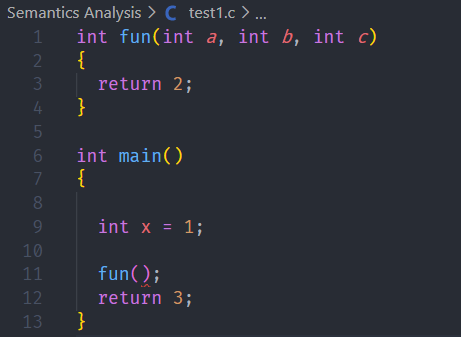 Semantics Analysis > C test1.c > ...
1 int fun(int a, int b, int c)
2 {
3 return 2;
4 }
5
6 int main()
7 {
8
9 int x = 1;
10
11 fun();
12 return 3;
13 }